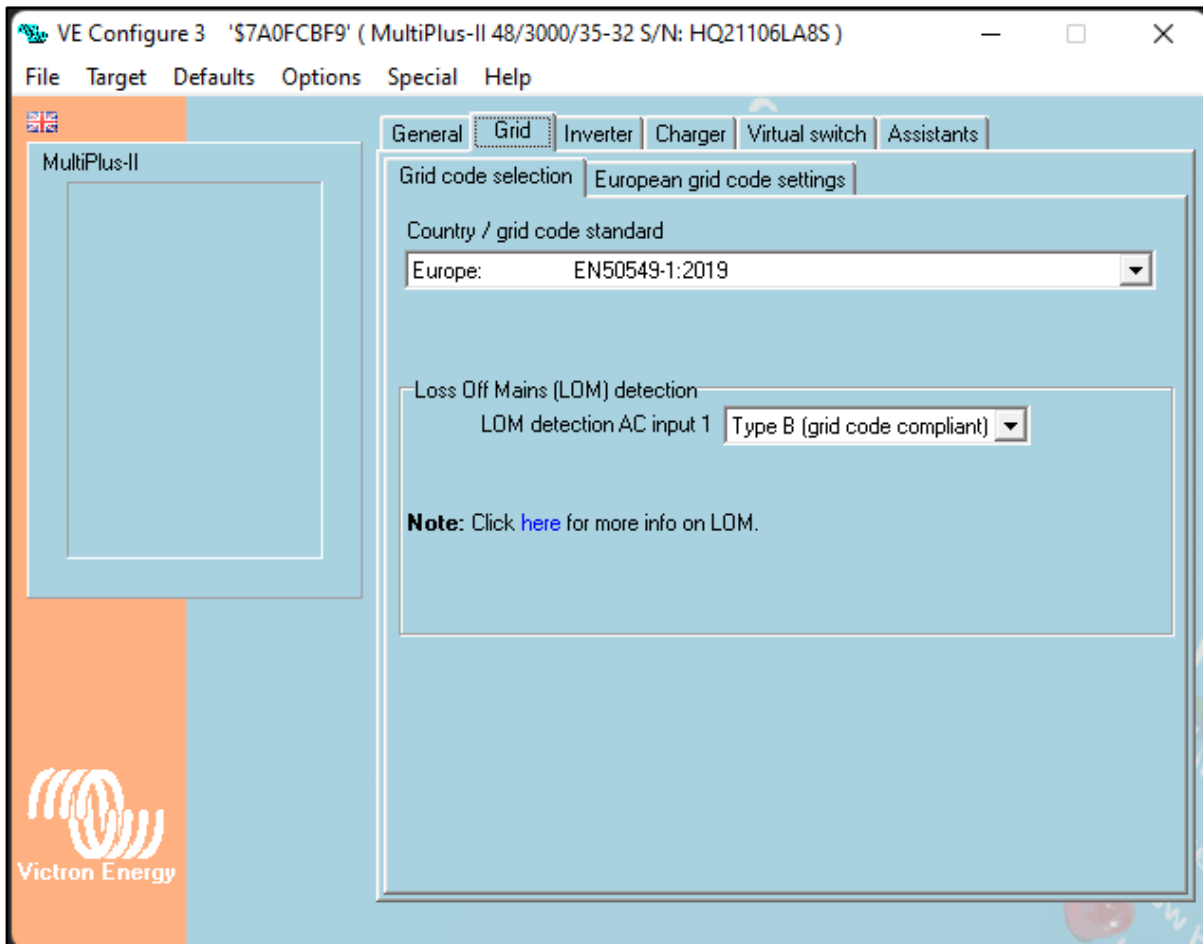 VE Configure 3 '$7A0FCBF9' ( MultiPlus-II 48/3000/35-32 S/N: HQ21106LA8S )
File Target Defaults Options Special Help
General Grid Inverter Charger Virtual switch Assistants
MultiPlus-II
Grid code selection European grid code settings
Country / grid code standard
Europe: EN50549-1:2019
Loss Off Mains (LOM) detection
LOM detection AC input 1 Type B (grid code compliant)
Note: Click here for more info on LOM.
Victron Energy